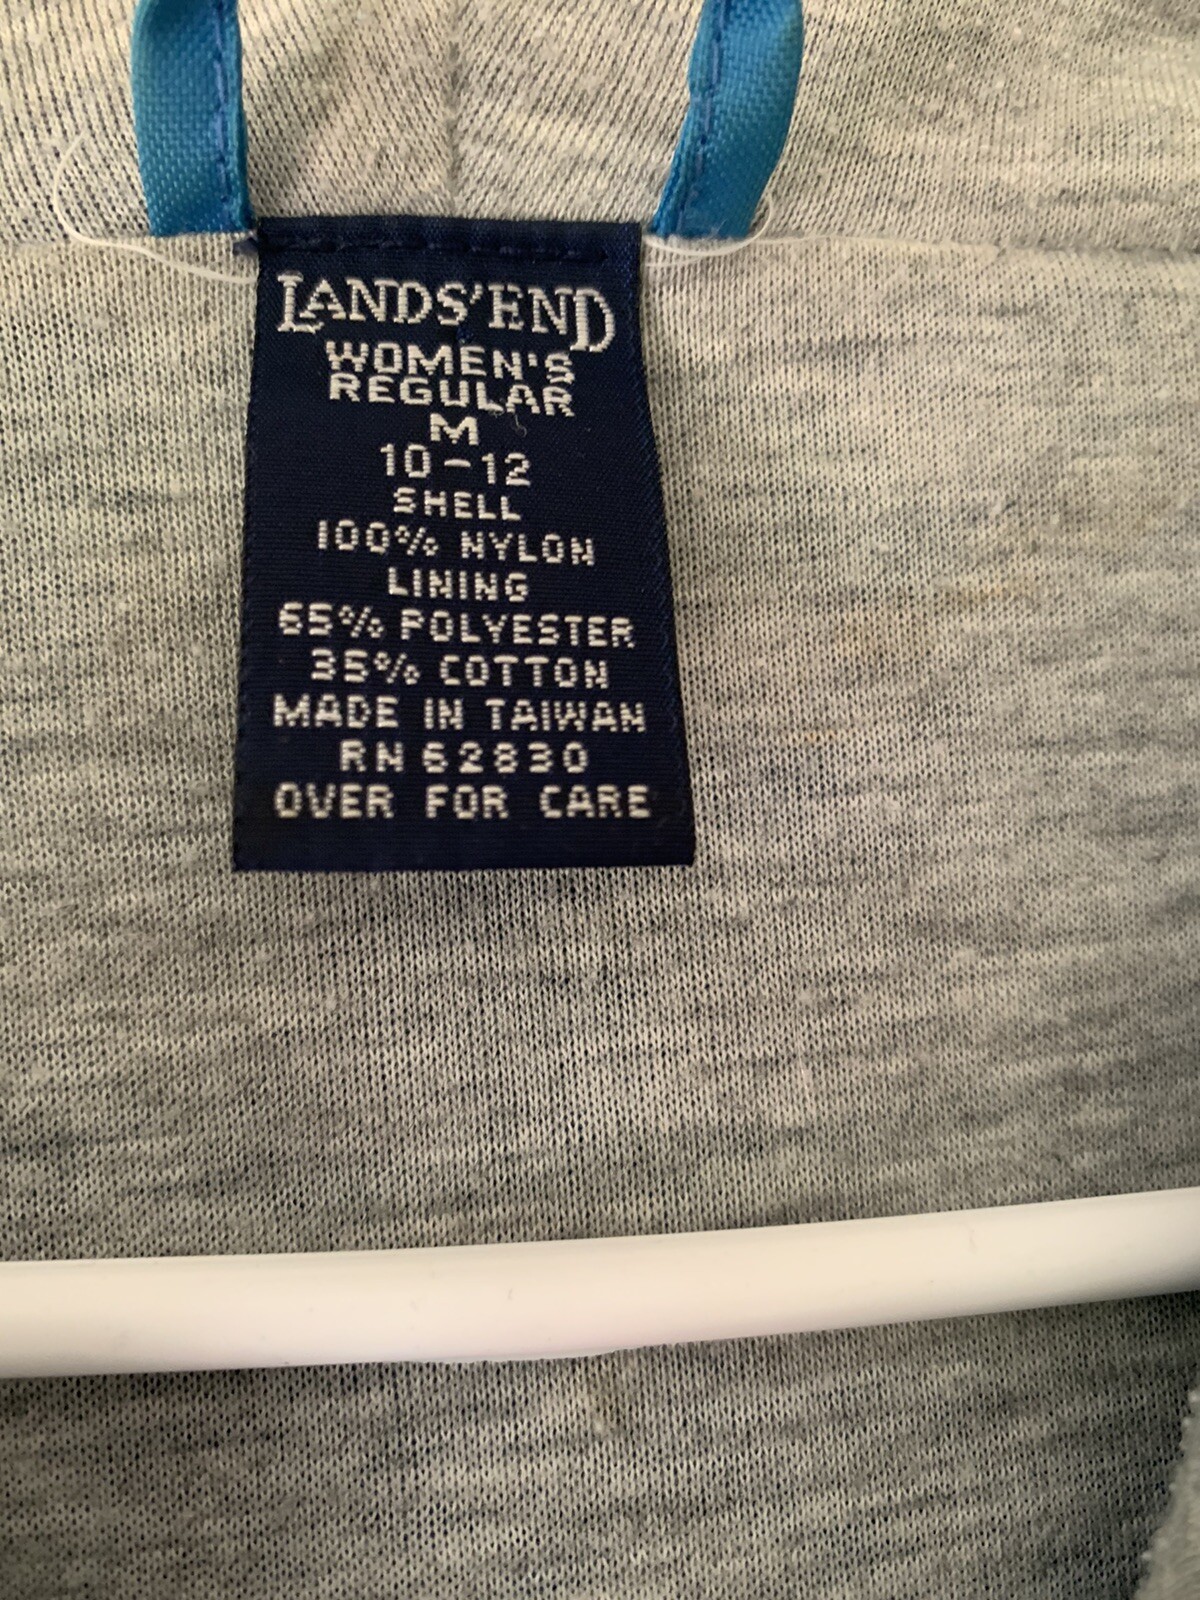 LANDS' END
WOMEN'S
REGULAR
M
10-12
SHELL
100% NYLON
LINING
65% POLYESTER
35% COTTON
MADE IN TAIWAN
RN 62830
OVER FOR CARE